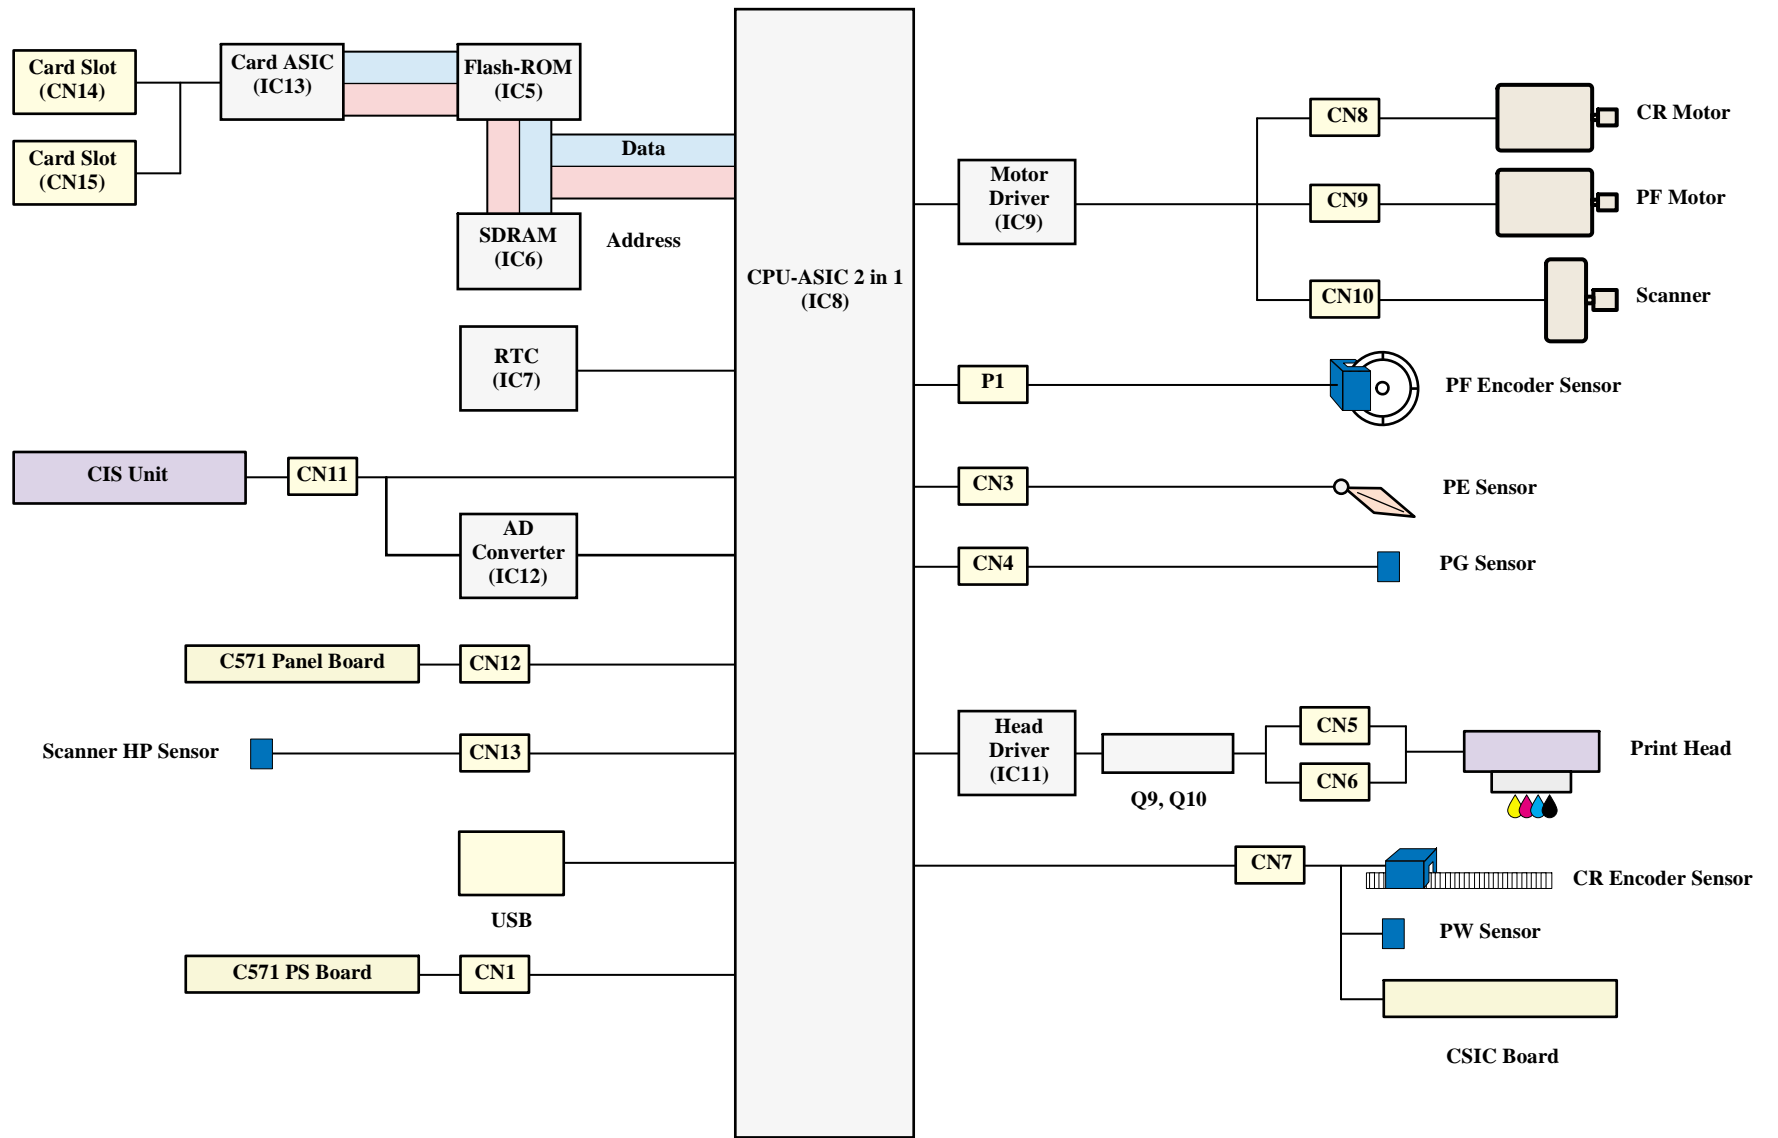 Card Slot
(CN14)
Card ASIC
(IC13)
Flash-ROM
(IC5)
Card Slot
(CN15)
Data
SDRAM
(IC6)
Address
RTC
(IC7)
CIS Unit
CN11
AD
Converter
(IC12)
C571 Panel Board
CN12
Scanner HP Sensor
CN13
USB
C571 PS Board
CN1
CPU-ASIC 2 in 1
(IC8)
Motor
Driver
(IC9)
CN8
CR Motor
CN9
PF Motor
CN10
Scanner
P1
PF Encoder Sensor
CN3
PE Sensor
CN4
PG Sensor
Head
Driver
(IC11)
Q9, Q10
CN5
CN6
Print Head
CN7
CR Encoder Sensor
PW Sensor
CSIC Board